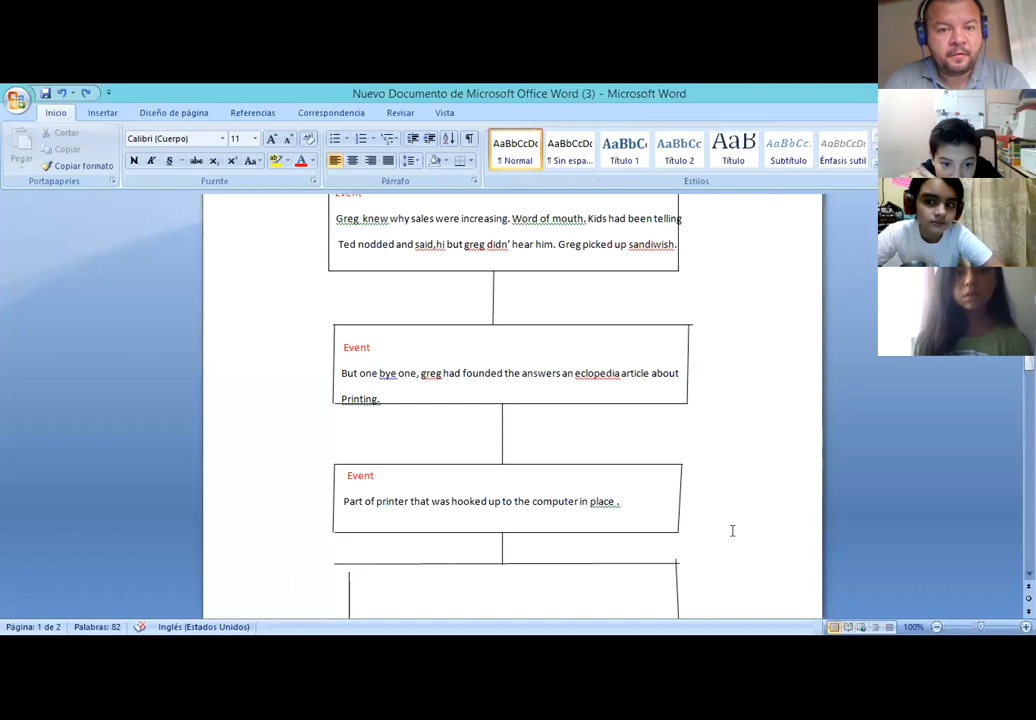 Nuevo Documento de Microsoft Office Word (3) - Microsoft Word
Inicio Insertar Diseño de página Referencias Correspondencia Revisar Vista
Pegar
Cortar
Copiar
Copiar formato
Portapapeles
Calibri (Cuerpo) 11
N K S abc x₂ x² Aa
Fuente
Párrafo
AaBbCcDc AaBbCcDc AaBbC AaBbCc AaB AaBbCc. AaBbCcDc
¶ Normal ¶ Sin espa... Título 1 Título 2 Título Subtítulo Énfasis sutil
Estilos
Event
Greg knew why sales were increasing. Word of mouth. Kids had been telling
Ted nodded and said,hi but greg didn’ hear him. Greg picked up sandiwish.
Event
But one bye one, greg had founded the answers an eclopedia article about
Printing.
Event
Part of printer that was hooked up to the computer in place .
Página: 1 de 2 Palabras: 82 Inglés (Estados Unidos) 100%